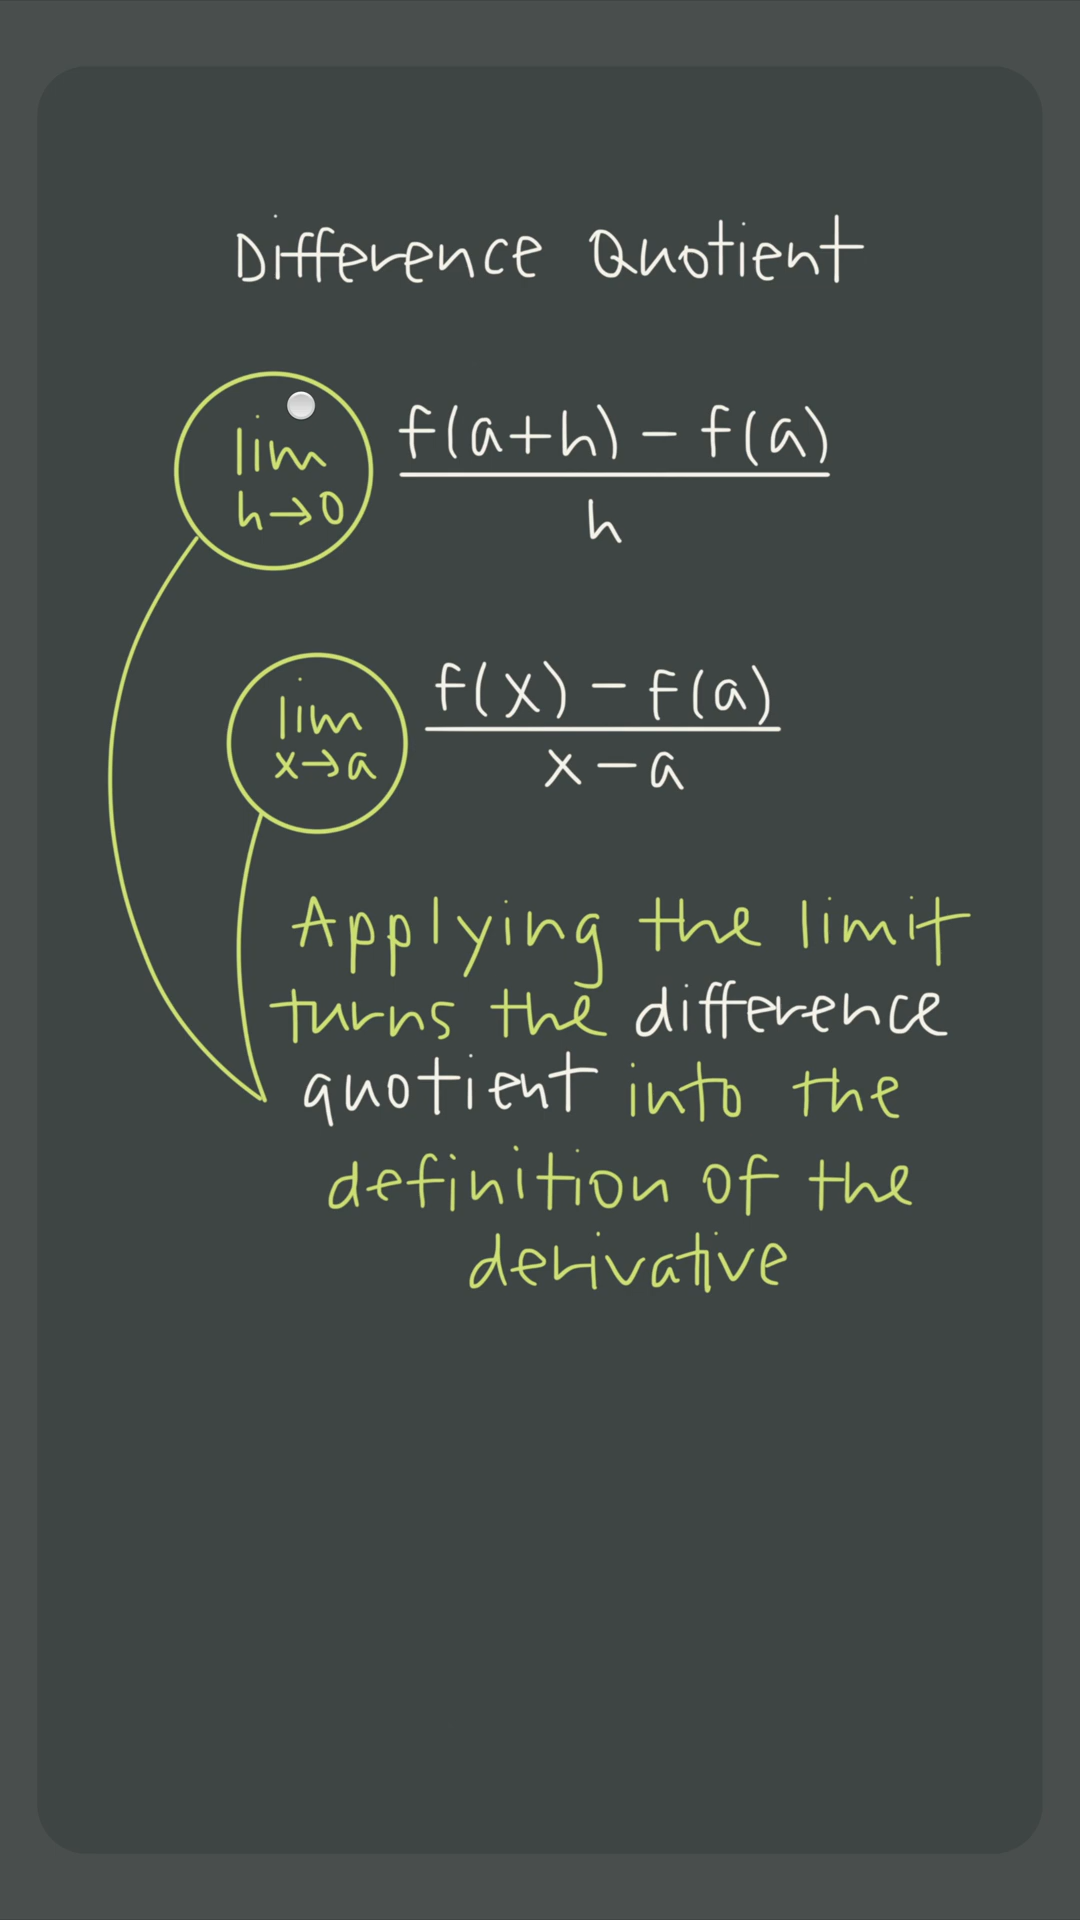 Difference Quotient
lim h→0 f(a+h) - f(a) / h
lim x→a f(x) - f(a) / x - a
Applying the limit
turns the difference
quotient into the
definition of the
derivative